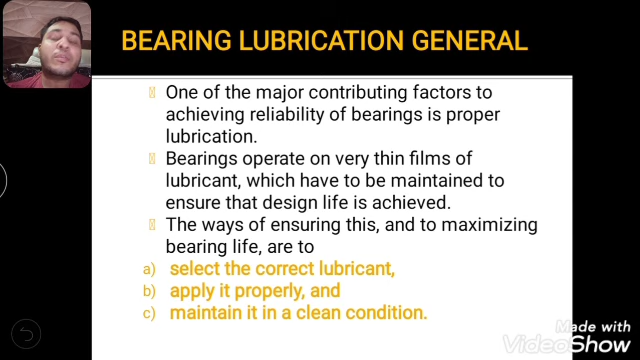 BEARING LUBRICATION GENERAL
One of the major contributing factors to
achieving reliability of bearings is proper
lubrication.
Bearings operate on very thin films of
lubricant, which have to be maintained to
ensure that design life is achieved.
The ways of ensuring this, and to maximizing
bearing life, are to
a) select the correct lubricant,
b) apply it properly, and
c) maintain it in a clean condition.
Made with
VideoShow